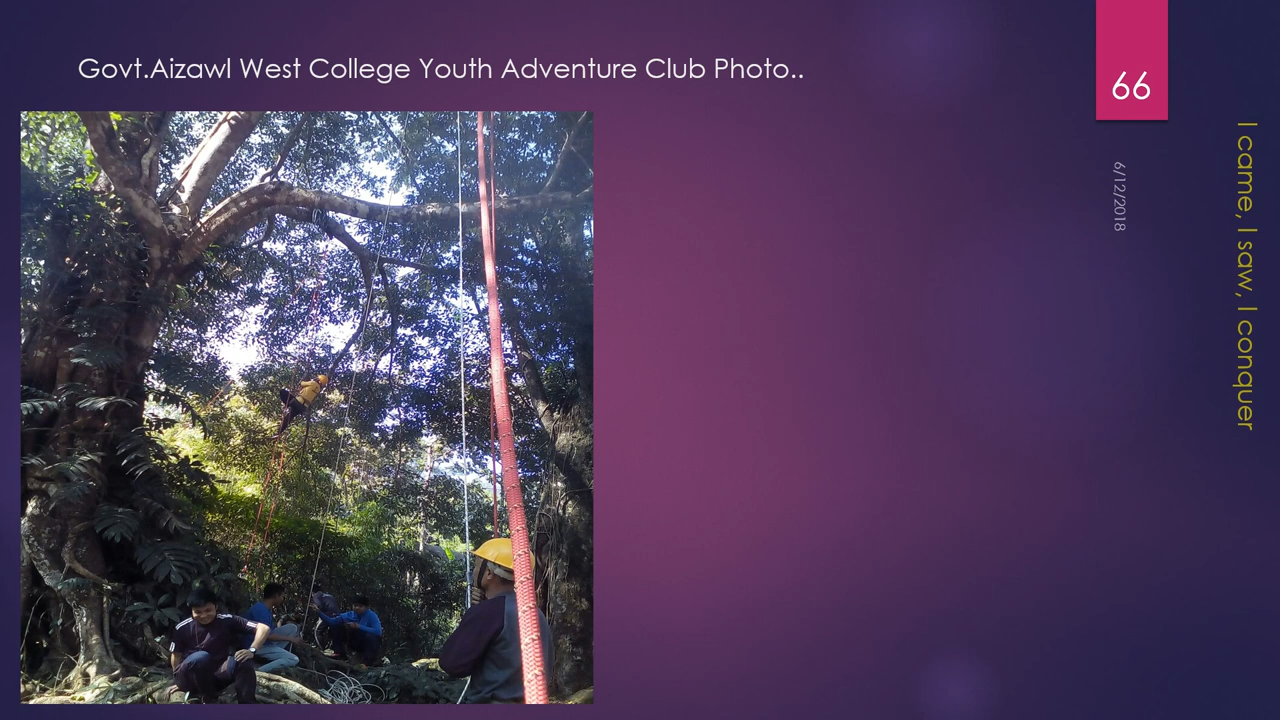 Govt.Aizawl West College Youth Adventure Club Photo..
66
6/12/2018
I came, I saw, I conquer